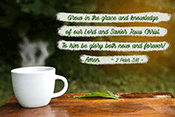 Grow in the grace and knowledge
of our Lord and Savior Jesus Christ
To him be glory both now and forever!
Amen. ~ 2 Peter 3:18 ~